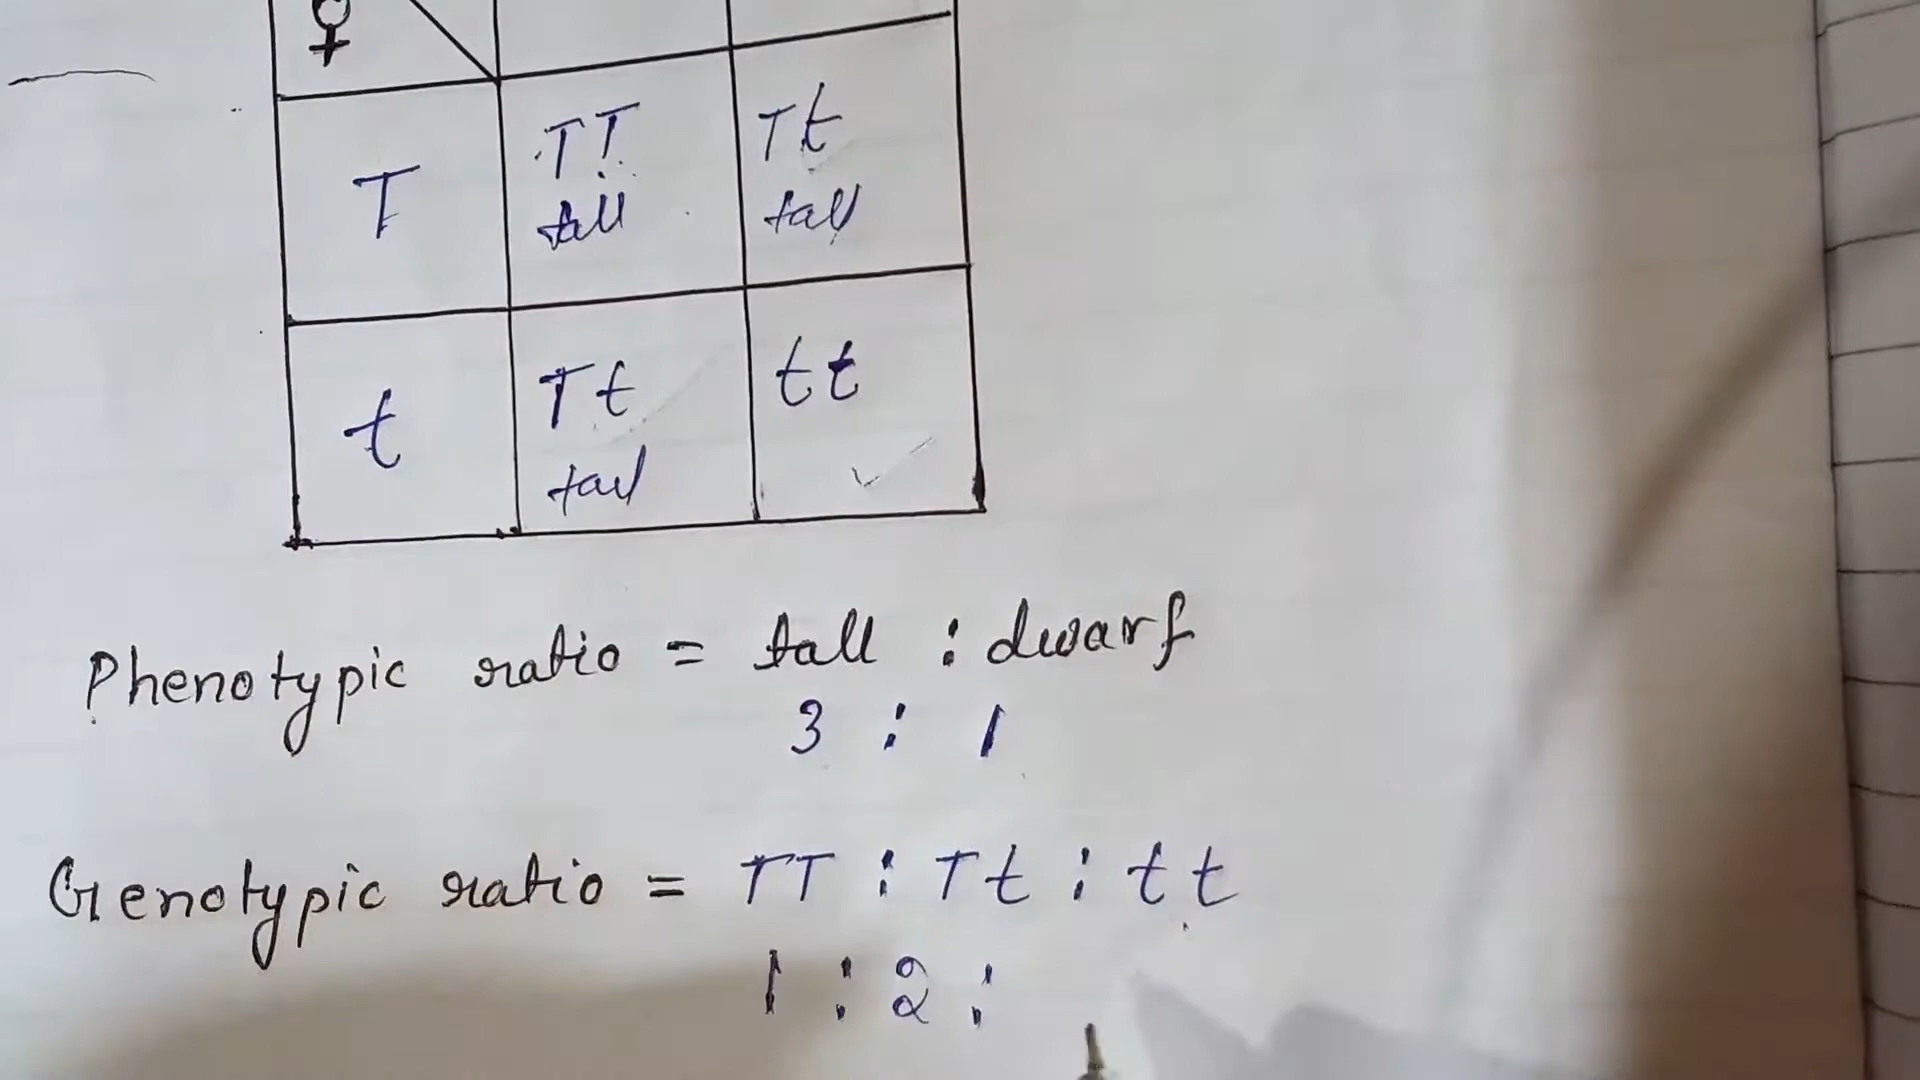 ♀
T TT Tt
tall tall
t Tt tt
tall
Phenotypic ratio = tall : dwarf
3 : 1
Genotypic ratio = TT : Tt : tt
1 : 2 :